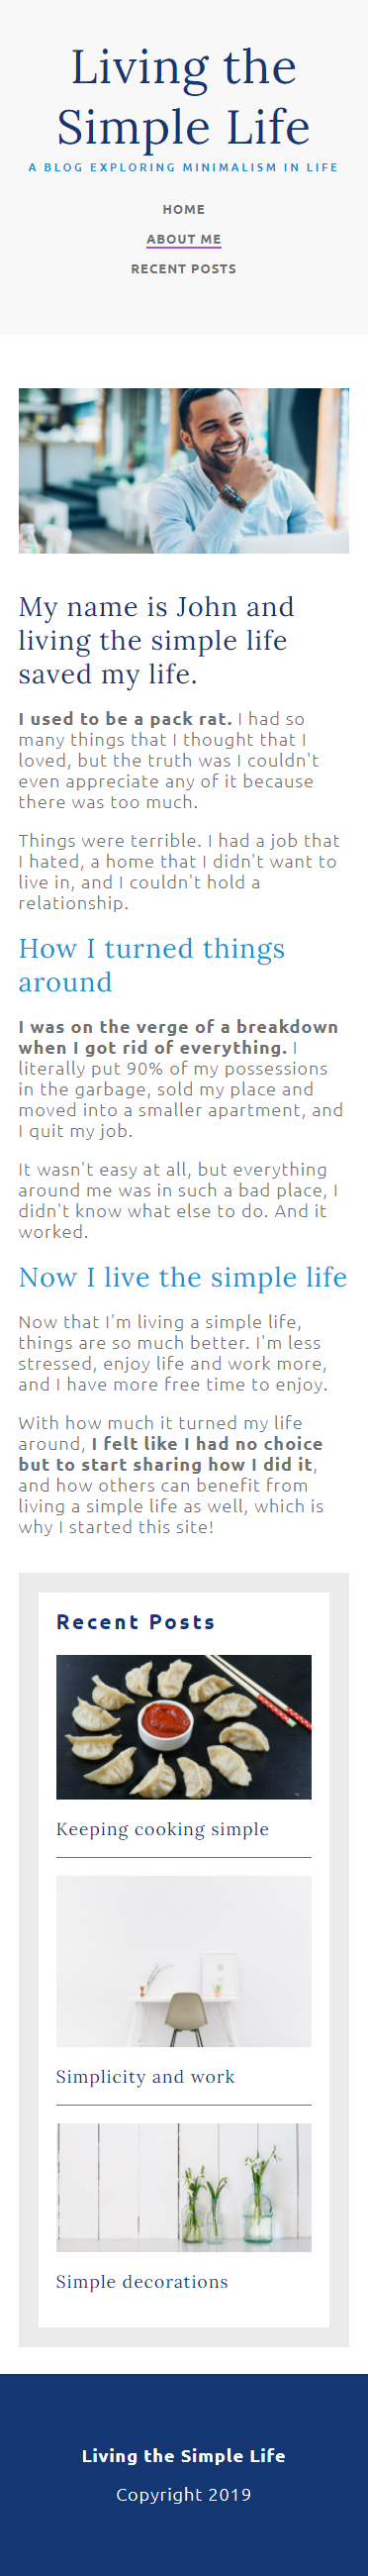 Living the
Simple Life
A BLOG EXPLORING MINIMALISM IN LIFE
HOME
ABOUT ME
RECENT POSTS
My name is John and
living the simple life
saved my life.
I used to be a pack rat. I had so
many things that I thought that I
loved, but the truth was I couldn't
even appreciate any of it because
there was too much.
Things were terrible. I had a job that
I hated, a home that I didn't want to
live in, and I couldn't hold a
relationship.
How I turned things
around
I was on the verge of a breakdown
when I got rid of everything. I
literally put 90% of my possessions
in the garbage, sold my place and
moved into a smaller apartment, and
I quit my job.
It wasn't easy at all, but everything
around me was in such a bad place, I
didn't know what else to do. And it
worked.
Now I live the simple life
Now that I'm living a simple life,
things are so much better. I'm less
stressed, enjoy life and work more,
and I have more free time to enjoy.
With how much it turned my life
around, I felt like I had no choice
but to start sharing how I did it,
and how others can benefit from
living a simple life as well, which is
why I started this site!
Recent Posts
Keeping cooking simple
Simplicity and work
Simple decorations
Living the Simple Life
Copyright 2019